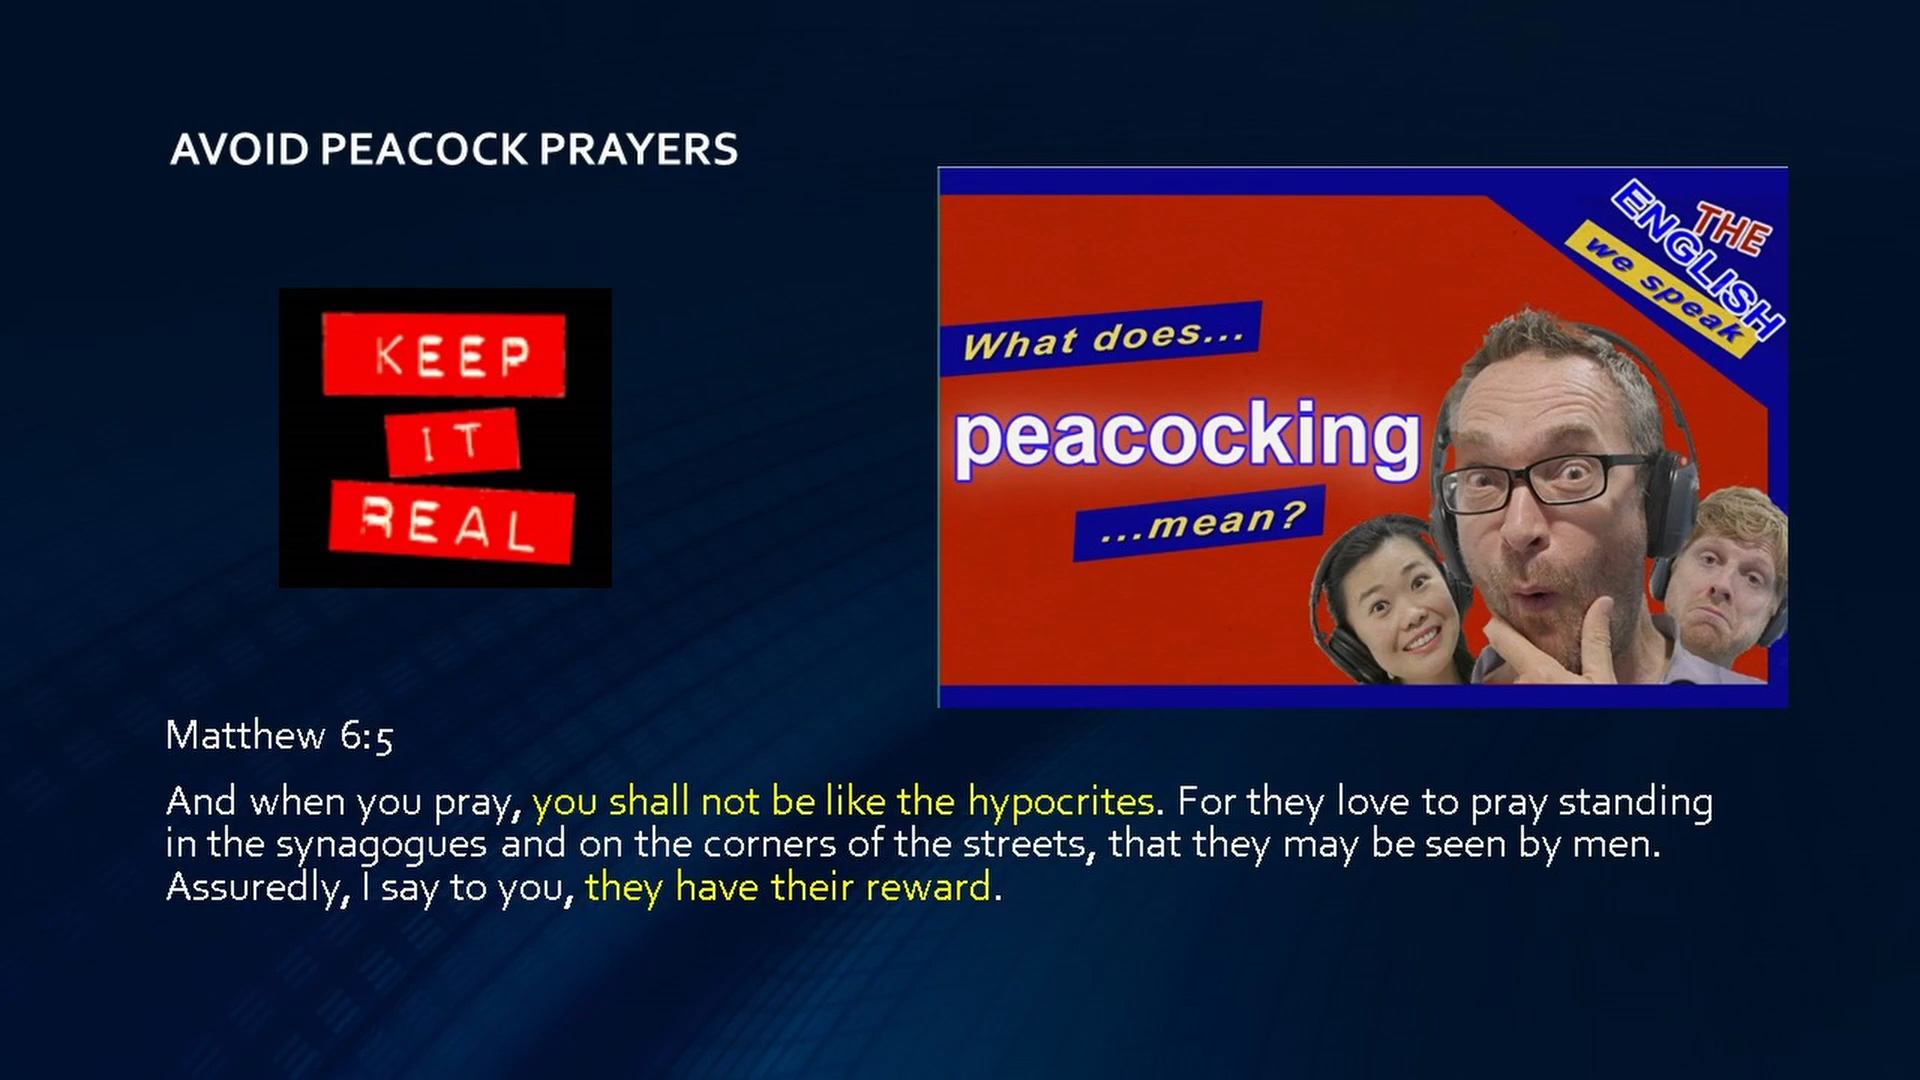 AVOID PEACOCK PRAYERS
KEEP
IT
REAL
THE
ENGLISH
we speak
What does...
peacocking
...mean?
Matthew 6:5
And when you pray, you shall not be like the hypocrites. For they love to pray standing
in the synagogues and on the corners of the streets, that they may be seen by men.
Assuredly, I say to you, they have their reward.